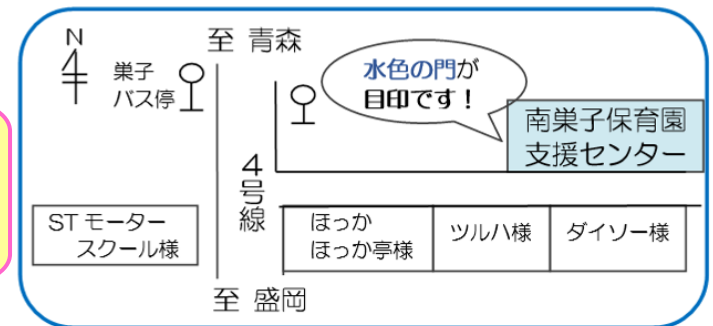 N
至 青森
巣子
バス停
水色の門が
目印です！
南巣子保育園
支援センター
4号線
STモーター
スクール様
ほっか
ほっか亭様
ツルハ様
ダイソー様
至 盛岡